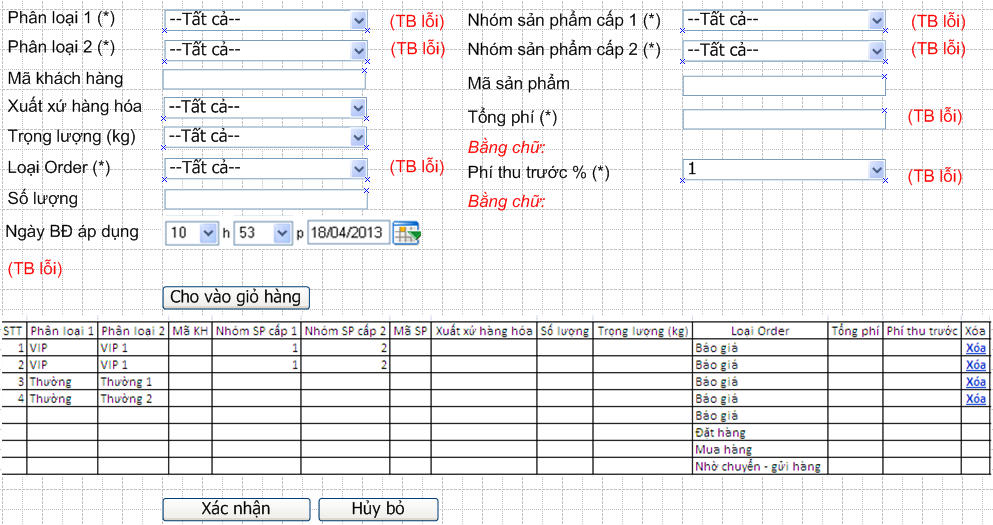 Phân loại 1 (*) --Tất cả-- (TB lỗi) Nhóm sản phẩm cấp 1 (*) --Tất cả-- (TB lỗi)
Phân loại 2 (*) --Tất cả-- (TB lỗi) Nhóm sản phẩm cấp 2 (*) --Tất cả-- (TB lỗi)
Mã khách hàng Mã sản phẩm
Xuất xứ hàng hóa --Tất cả-- Tổng phí (*) (TB lỗi)
Trọng lượng (kg) --Tất cả-- Bằng chữ:
Loại Order (*) --Tất cả-- (TB lỗi) Phí thu trước % (*) 1 (TB lỗi)
Số lượng Bằng chữ:
Ngày BĐ áp dụng 10 h 53 p 18/04/2013
(TB lỗi)
Cho vào giỏ hàng
STT Phân loại 1 Phân loại 2 Mã KH Nhóm SP cấp 1 Nhóm SP cấp 2 Mã SP Xuất xứ hàng hóa Số lượng Trọng lượng (kg) Loại Order Tổng phí Phí thu trước Xóa
1 VIP VIP 1 1 2 Báo giá Xóa
2 VIP VIP 1 1 2 Báo giá Xóa
3 Thường Thường 1 Báo giá Xóa
4 Thường Thường 2 Báo giá Xóa
Báo giá
Đặt hàng
Mua hàng
Nhờ chuyển - gửi hàng
Xác nhận Hủy bỏ